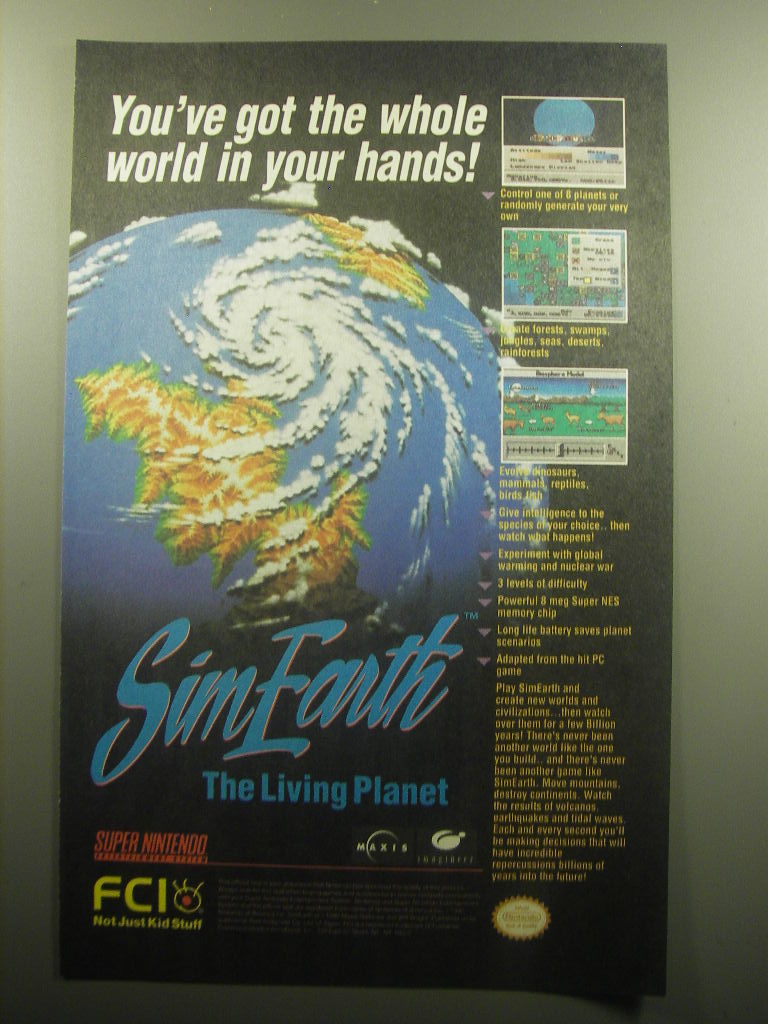 You've got the whole
world in your hands!
Control one of 8 planets or
randomly generate your very
own
Create forests, swamps,
jungles, seas, deserts,
rainforests
Biosphere Model
Evolve dinosaurs,
mammals, reptiles,
birds, fish
Give intelligence to the
species of your choice.. then
watch what happens!
Experiment with global
warming and nuclear war
3 levels of difficulty
Powerful 8 meg Super NES
memory chip
Long life battery saves planet
scenarios
Adapted from the hit PC
game
Play SimEarth and
create new worlds and
civilizations...then watch
over them for a few Billion
years! There's never been
another world like the one
you build.. and there's never
been another game like
SimEarth. Move mountains,
destroy continents. Watch
the results of volcanos,
earthquakes and tidal waves.
Each and every second you'll
be making decisions that will
have incredible
repercussions billions of
years into the future!
SimEarth™
The Living Planet
SUPER NINTENDO
ENTERTAINMENT SYSTEM
MAXIS
imagineer
FCI
Not Just Kid Stuff
Nintendo